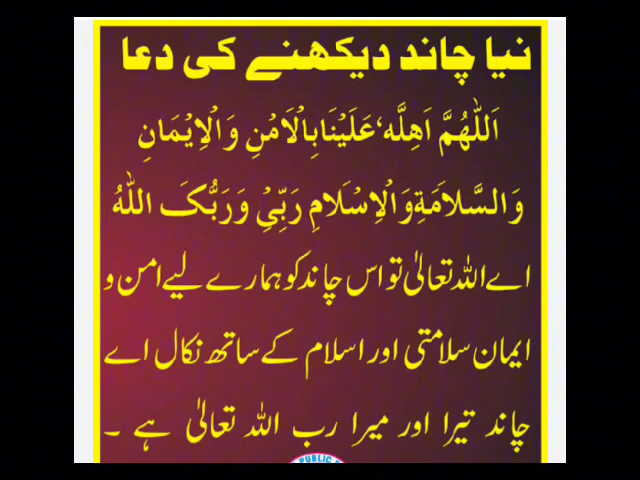 نیا چاند دیکھنے کی دعا
اَللّٰهُمَّ اَهِلَّه، عَلَيْنَا بِالْاَمْنِ وَالْاِيْمَانِ
وَالسَّلَامَةِ وَالْاِسْلَامِ رَبِّيْ وَرَبُّكَ اللّٰهُ
اے اللہ تعالیٰ تو اس چاند کو ہمارے لیے امن و
ایمان سلامتی اور اسلام کے ساتھ نکال اے
چاند تیرا اور میرا رب اللہ تعالیٰ ہے ۔
PUBLIC